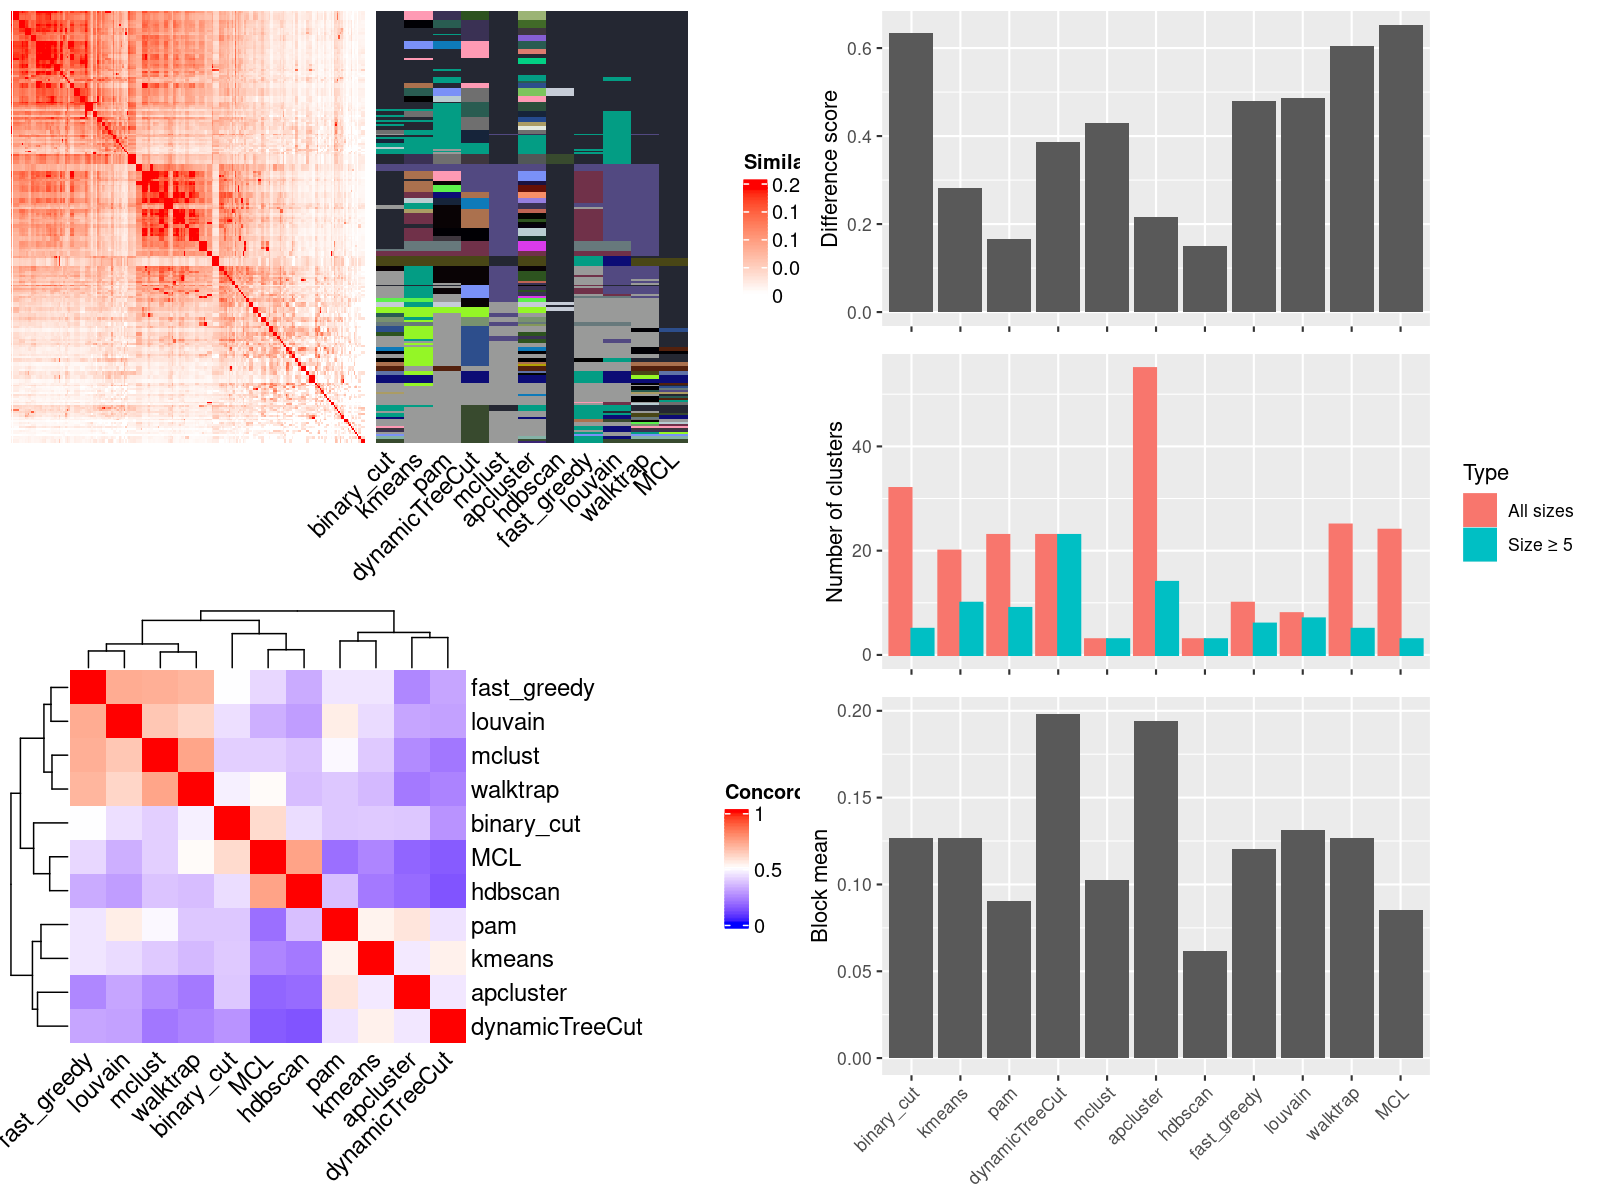 Simila
0.2
0.1
0.1
0.0
0
binary_cut
kmeans
pam
dynamicTreeCut
mclust
apcluster
hdbscan
fast_greedy
louvain
walktrap
MCL
Difference score
0.6
0.4
0.2
0.0
Number of clusters
40
20
0
Type
All sizes
Size ≥ 5
fast_greedy
louvain
mclust
walktrap
binary_cut
MCL
hdbscan
pam
kmeans
apcluster
dynamicTreeCut
fast_greedy
louvain
mclust
walktrap
binary_cut
MCL
hdbscan
pam
kmeans
apcluster
dynamicTreeCut
Concord
1
0.5
0
Block mean
0.20
0.15
0.10
0.05
0.00
binary_cut
kmeans
pam
dynamicTreeCut
mclust
apcluster
hdbscan
fast_greedy
louvain
walktrap
MCL